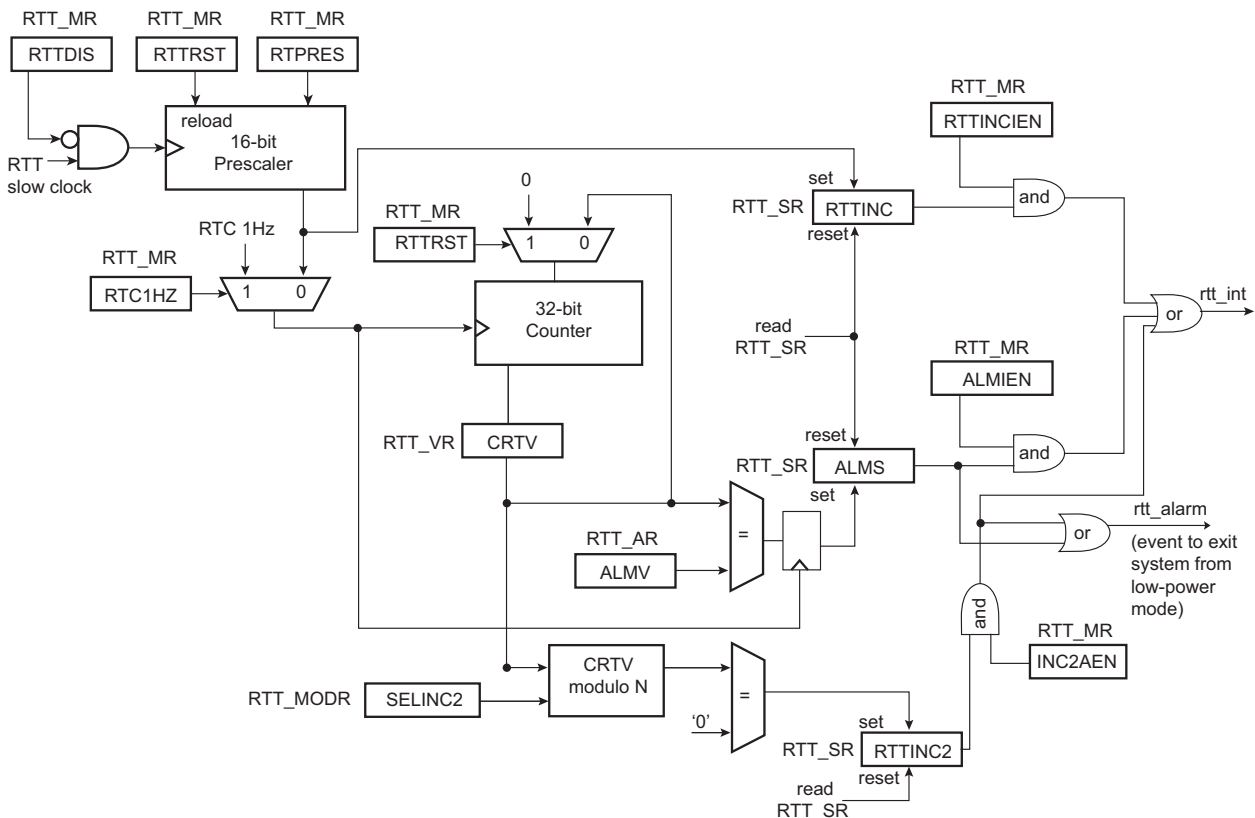 RTT_MR
RTT_MR
RTT_MR
RTTDIS
RTTRST
RTPRES
reload
16-bit
Prescaler
RTT
slow clock
RTT_MR
RTTINCIEN
set
0
RTT_SR
RTTINC
and
reset
RTT_MR
RTC 1Hz
RTTRST
1
0
RTT_MR
RTC1HZ
1
0
rtt_int
or
32-bit
Counter
read
RTT_SR
RTT_MR
ALMIEN
reset
RTT_VR
CRTV
RTT_SR
ALMS
and
set
rtt_alarm
or
(event to exit
system from
low-power
mode)
RTT_AR
=
ALMV
and
RTT_MR
INC2AEN
CRTV
modulo N
RTT_MODR
SELINC2
=
‘0’
set
RTT_SR
RTTINC2
reset
read
RTT_SR